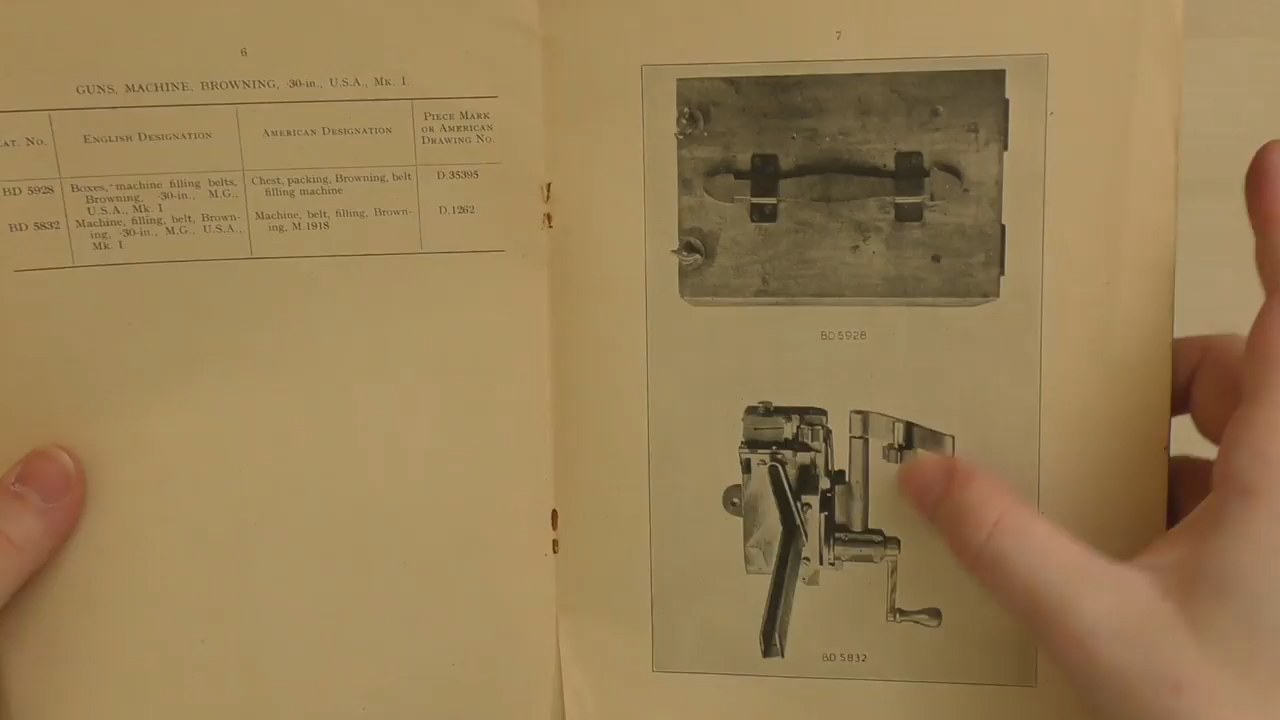 6
GUNS, MACHINE, BROWNING, ·30-in., U.S.A., MK. I.
AT. NO.
ENGLISH DESIGNATION
AMERICAN DESIGNATION
PIECE MARK
OR AMERICAN
DRAWING NO.
BD 5928
Boxes, machine filling belts,
Browning, ·30-in., M.G.,
U.S.A., Mk. I
Chest, packing, Browning, belt
filling machine
D.35395
BD 5832
Machine, filling, belt, Brown-
ing, ·30-in., M.G., U.S.A.,
Mk. I
Machine, belt, filling, Brown-
ing, M.1918
D.1262
7
BD 5928
BD 5832